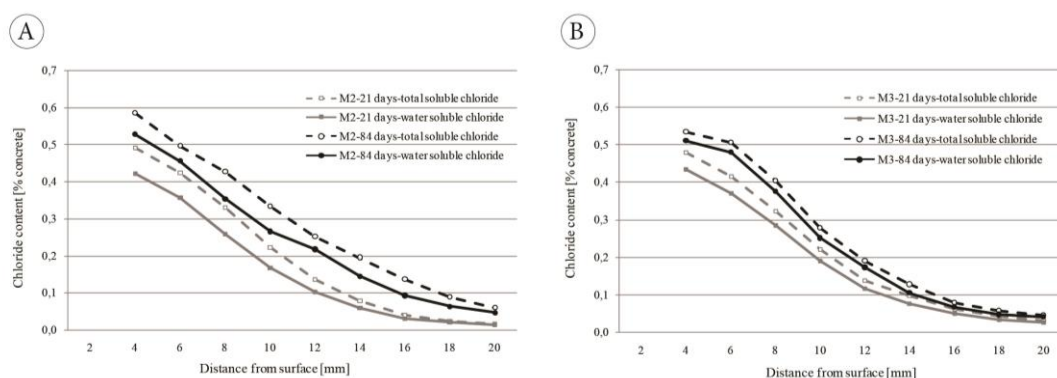 A
0,7
0,6
0,5
0,4
0,3
0,2
0,1
0,0
Chloride content [% concrete]
M2-21 days-total soluble chloride
M2-21 days-water soluble chloride
M2-84 days-total soluble chloride
M2-84 days-water soluble chloride
2 4 6 8 10 12 14 16 18 20
Distance from surface [mm]
B
0,7
0,6
0,5
0,4
0,3
0,2
0,1
0,0
Chloride content [% concrete]
M3-21 days-total soluble chloride
M3-21 days-water soluble chloride
M3-84 days-total soluble chloride
M3-84 days-water soluble chloride
2 4 6 8 10 12 14 16 18 20
Distance from surface [mm]